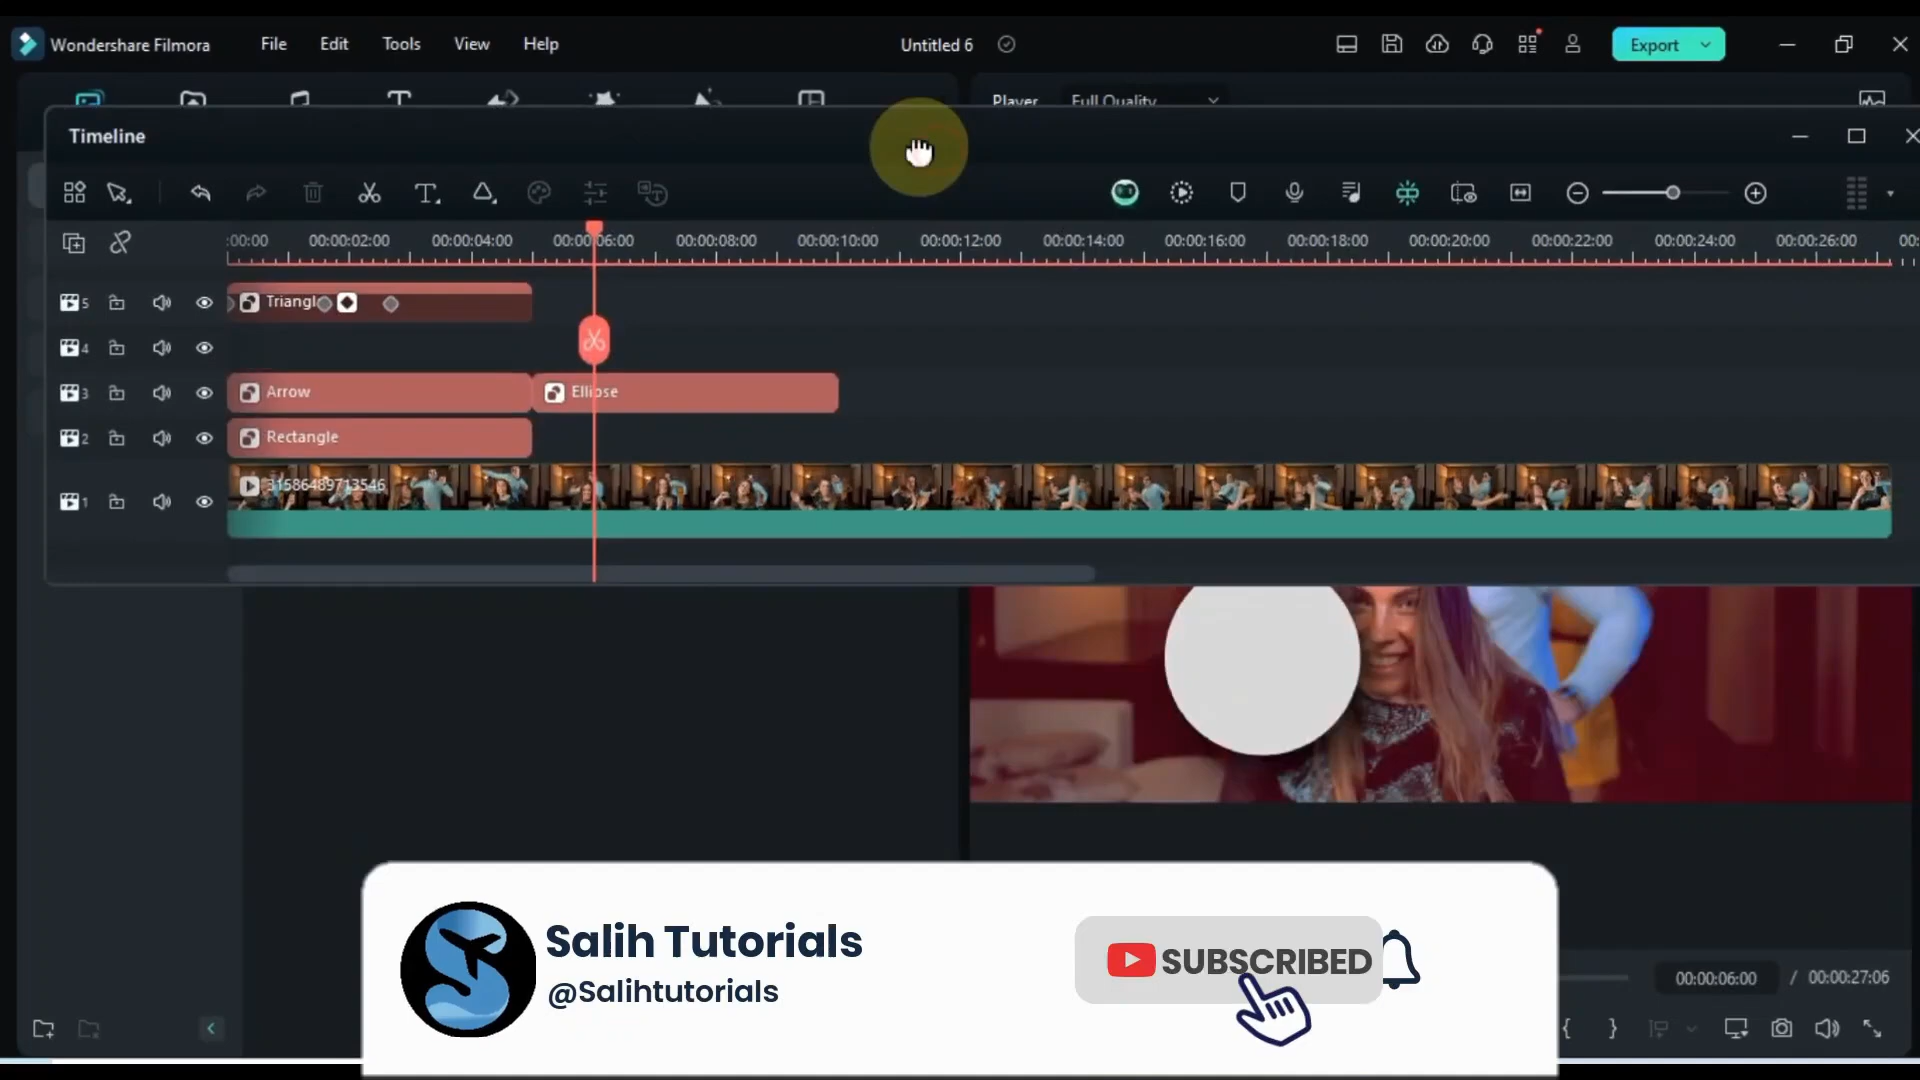 Wondershare Filmora File Edit Tools View Help Untitled 6 Export
Player Full Quality
Timeline
:00:00 00:00:02:00 00:00:04:00 00:00:06:00 00:00:08:00 00:00:10:00 00:00:12:00 00:00:14:00 00:00:16:00 00:00:18:00 00:00:20:00 00:00:22:00 00:00:24:00 00:00:26:00 00:
5 Triangl
4
3 Arrow Ellipse
2 Rectangle
1 31586489713546
Salih Tutorials
@Salihtutorials
SUBSCRIBED
00:00:06:00 / 00:00:27:06